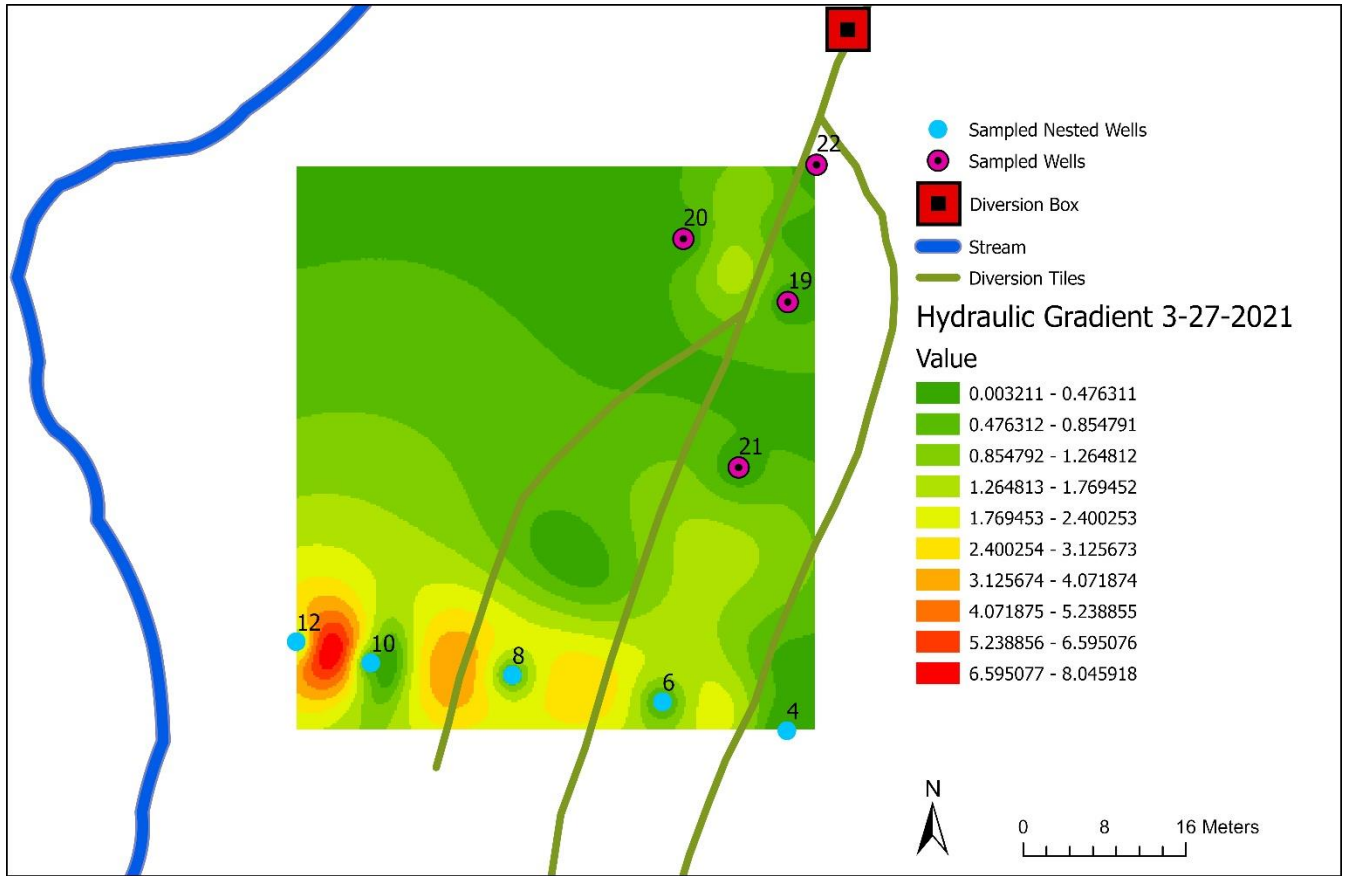 22
20
19
21
12
10
8
6
4
Sampled Nested Wells
Sampled Wells
Diversion Box
Stream
Diversion Tiles
Hydraulic Gradient 3-27-2021
Value
0.003211 - 0.476311
0.476312 - 0.854791
0.854792 - 1.264812
1.264813 - 1.769452
1.769453 - 2.400253
2.400254 - 3.125673
3.125674 - 4.071874
4.071875 - 5.238855
5.238856 - 6.595076
6.595077 - 8.045918
N
0 8 16 Meters